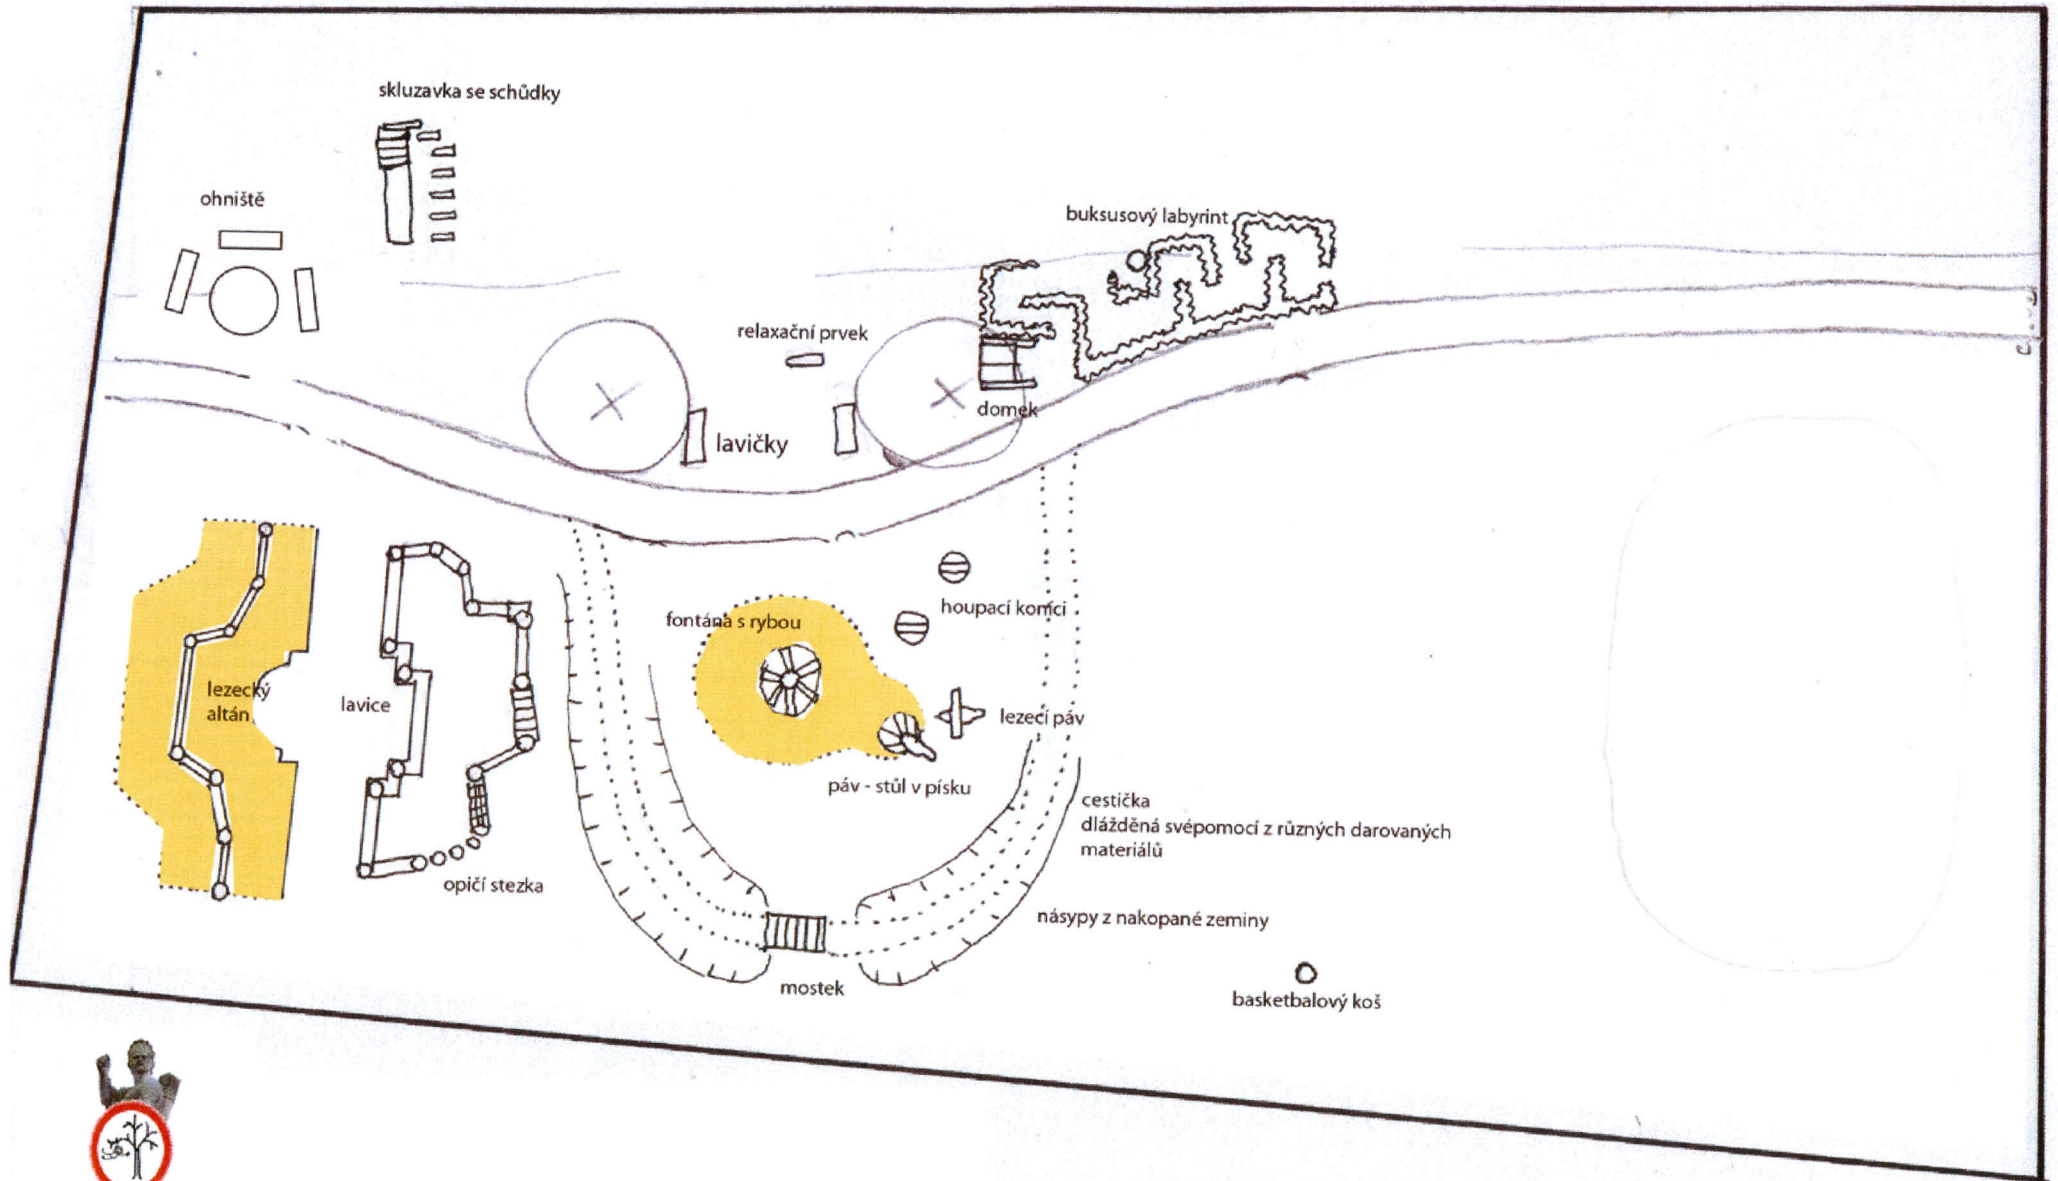 skluzavka se schůdky
ohniště
buksusový labyrint
relaxační prvek
domek
lavičky
houpací koníci
fontána s rybou
lezecký
altán
lavice
lezecí páv
páv - stůl v písku
cestička
dlážděná svépomocí z různých darovaných
materiálů
opičí stezka
násypy z nakopané zeminy
mostek
basketbalový koš